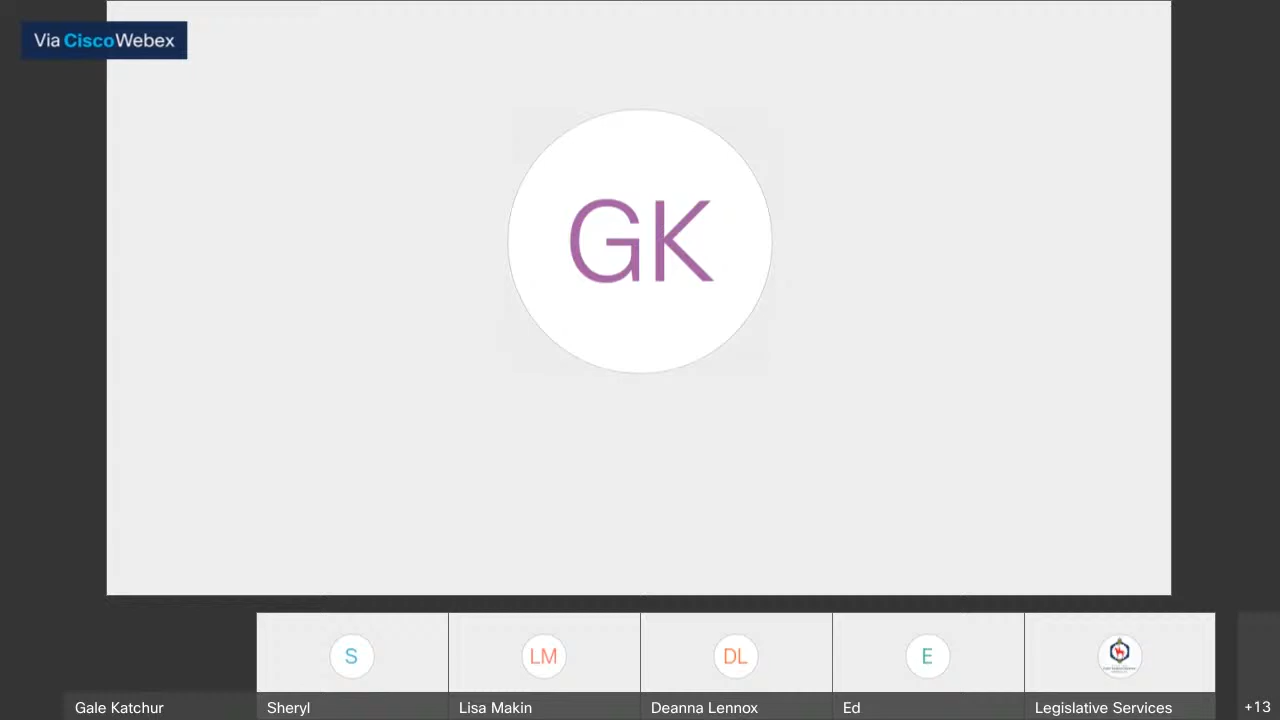 Via CiscoWebex
GK
S
LM
DL
E
Gale Katchur
Sheryl
Lisa Makin
Deanna Lennox
Ed
Legislative Services
+13